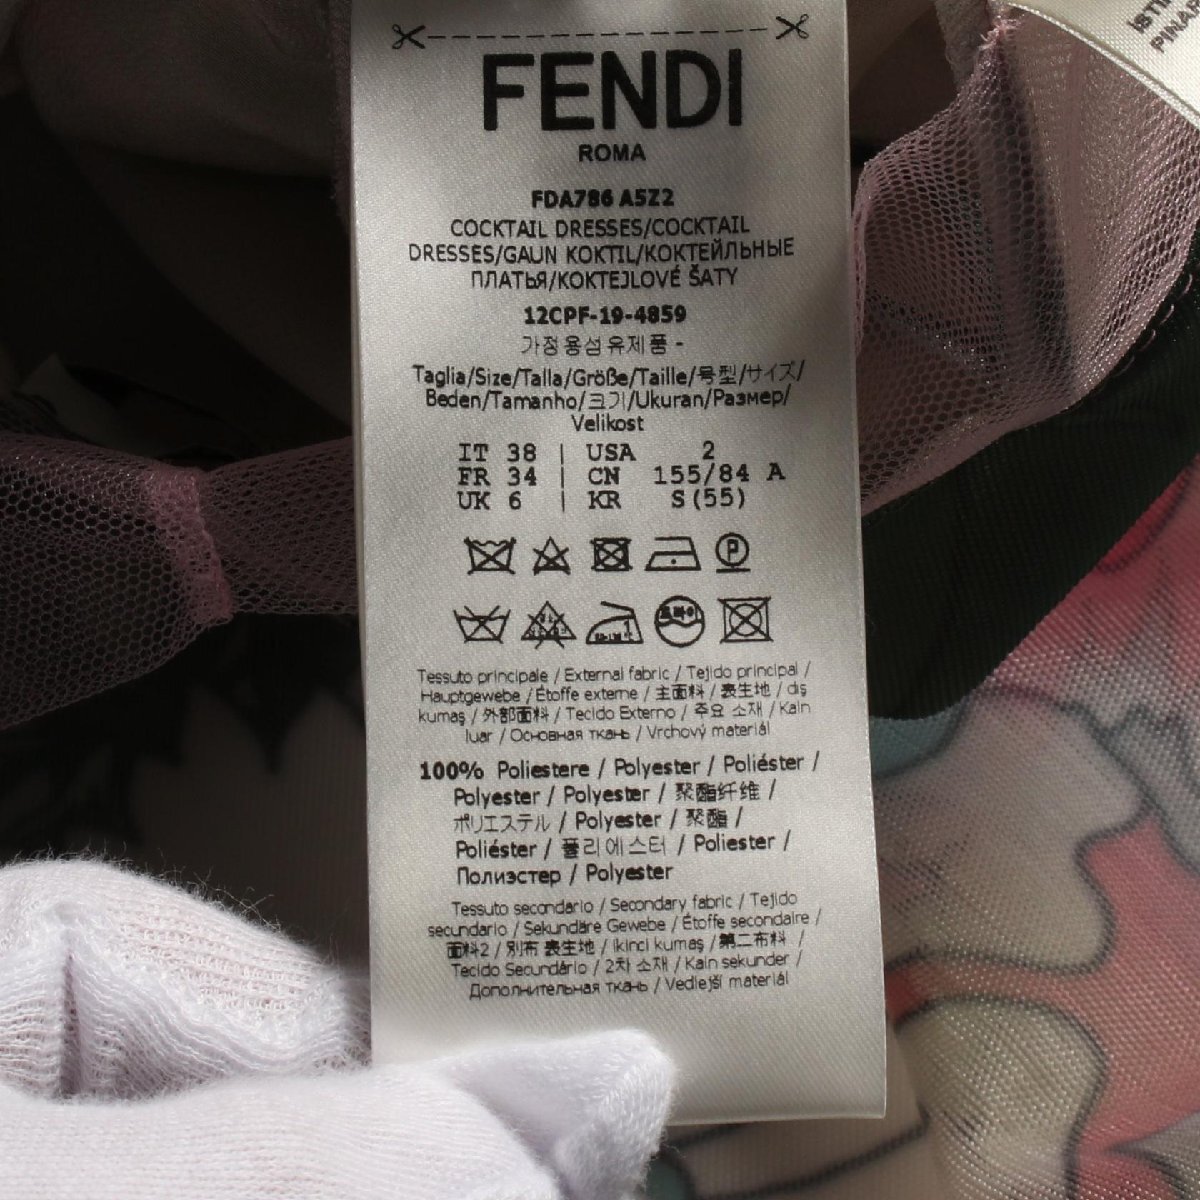 FENDI
ROMA
FDA786 A5Z2
COCKTAIL DRESSES/COCKTAIL
DRESSES/GAUN KOKTIL/КОКТЕЙЛЬНЫЕ
ПЛАТЬЯ/KOKTEJLOVÉ ŠATY
12CPF-19-4859
가정용섬유제품 -
Taglia/Size/Talla/Größe/Taille/号型/サイズ/
Beden/Tamanho/크기/Ukuran/Размер/
Velikost
IT 38 | USA 2
FR 34 | CN 155/84 A
UK 6 | KR S(55)
P
Tessuto principale / External fabric / Tejido principal /
Hauptgewebe / Étoffe externe / 主面料 / 表生地 / dış
kumaş / 外部面料 / Tecido Externo / 주요 소재 / Kain
luar / Основная ткань / Vrchový materiál
100% Poliestere / Polyester / Poliéster /
Polyester / Polyester / 聚酯纤维 /
ポリエステル / Polyester / 聚酯 /
Poliéster / 폴리에스터 / Poliester /
Полиэстер / Polyester
Tessuto secondario / Secondary fabric / Tejido
secundario / Sekundäre Gewebe / Étoffe secondaire /
面料2 / 別布 表生地 / Ikinci kumaş / 第二布料 /
Tecido Secundário / 2차 소재 / Kain sekunder /
Дополнительная ткань / Vedlejší materiál